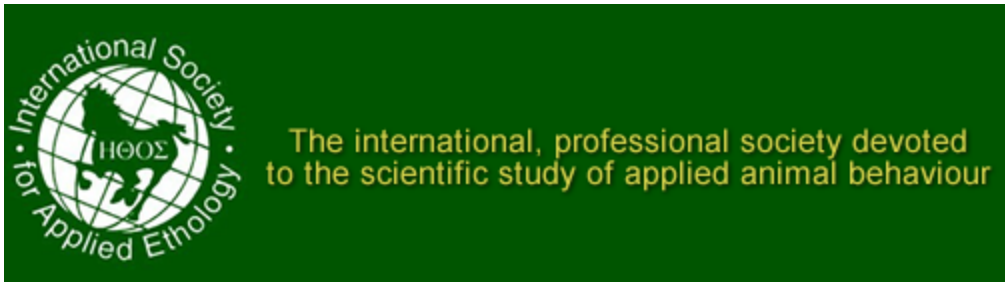 International Society
· for Applied Ethology ·
ΗΘΟΣ
The international, professional society devoted
to the scientific study of applied animal behaviour